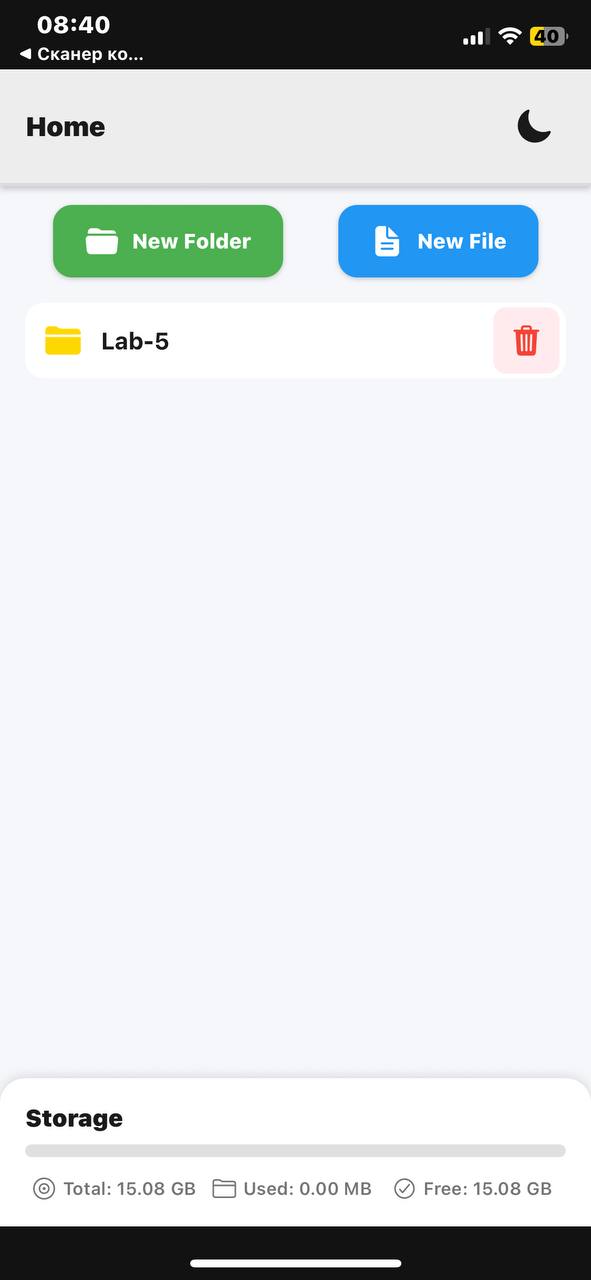 08:40
40
◀ Сканер ко...
Home
New Folder
New File
Lab-5
Storage
Total: 15.08 GB
Used: 0.00 MB
Free: 15.08 GB